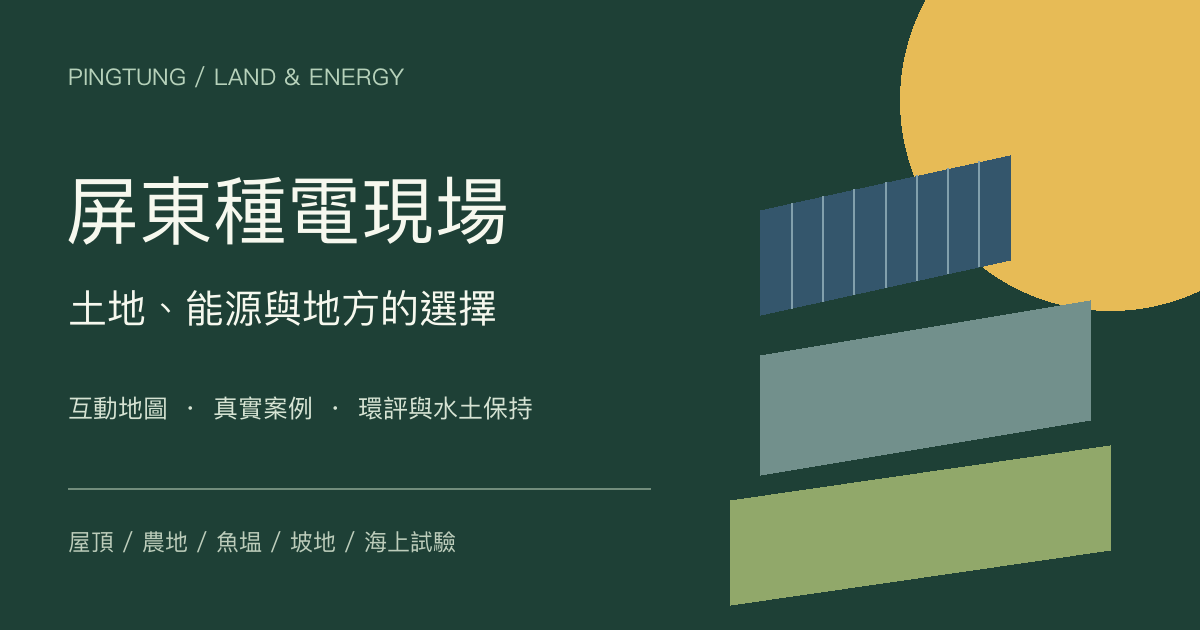 PINGTUNG / LAND & ENERGY
屏東種電現場
土地、能源與地方的選擇
互動地圖 · 真實案例 · 環評與水土保持
屋頂 / 農地 / 魚塭 / 坡地 / 海上試驗